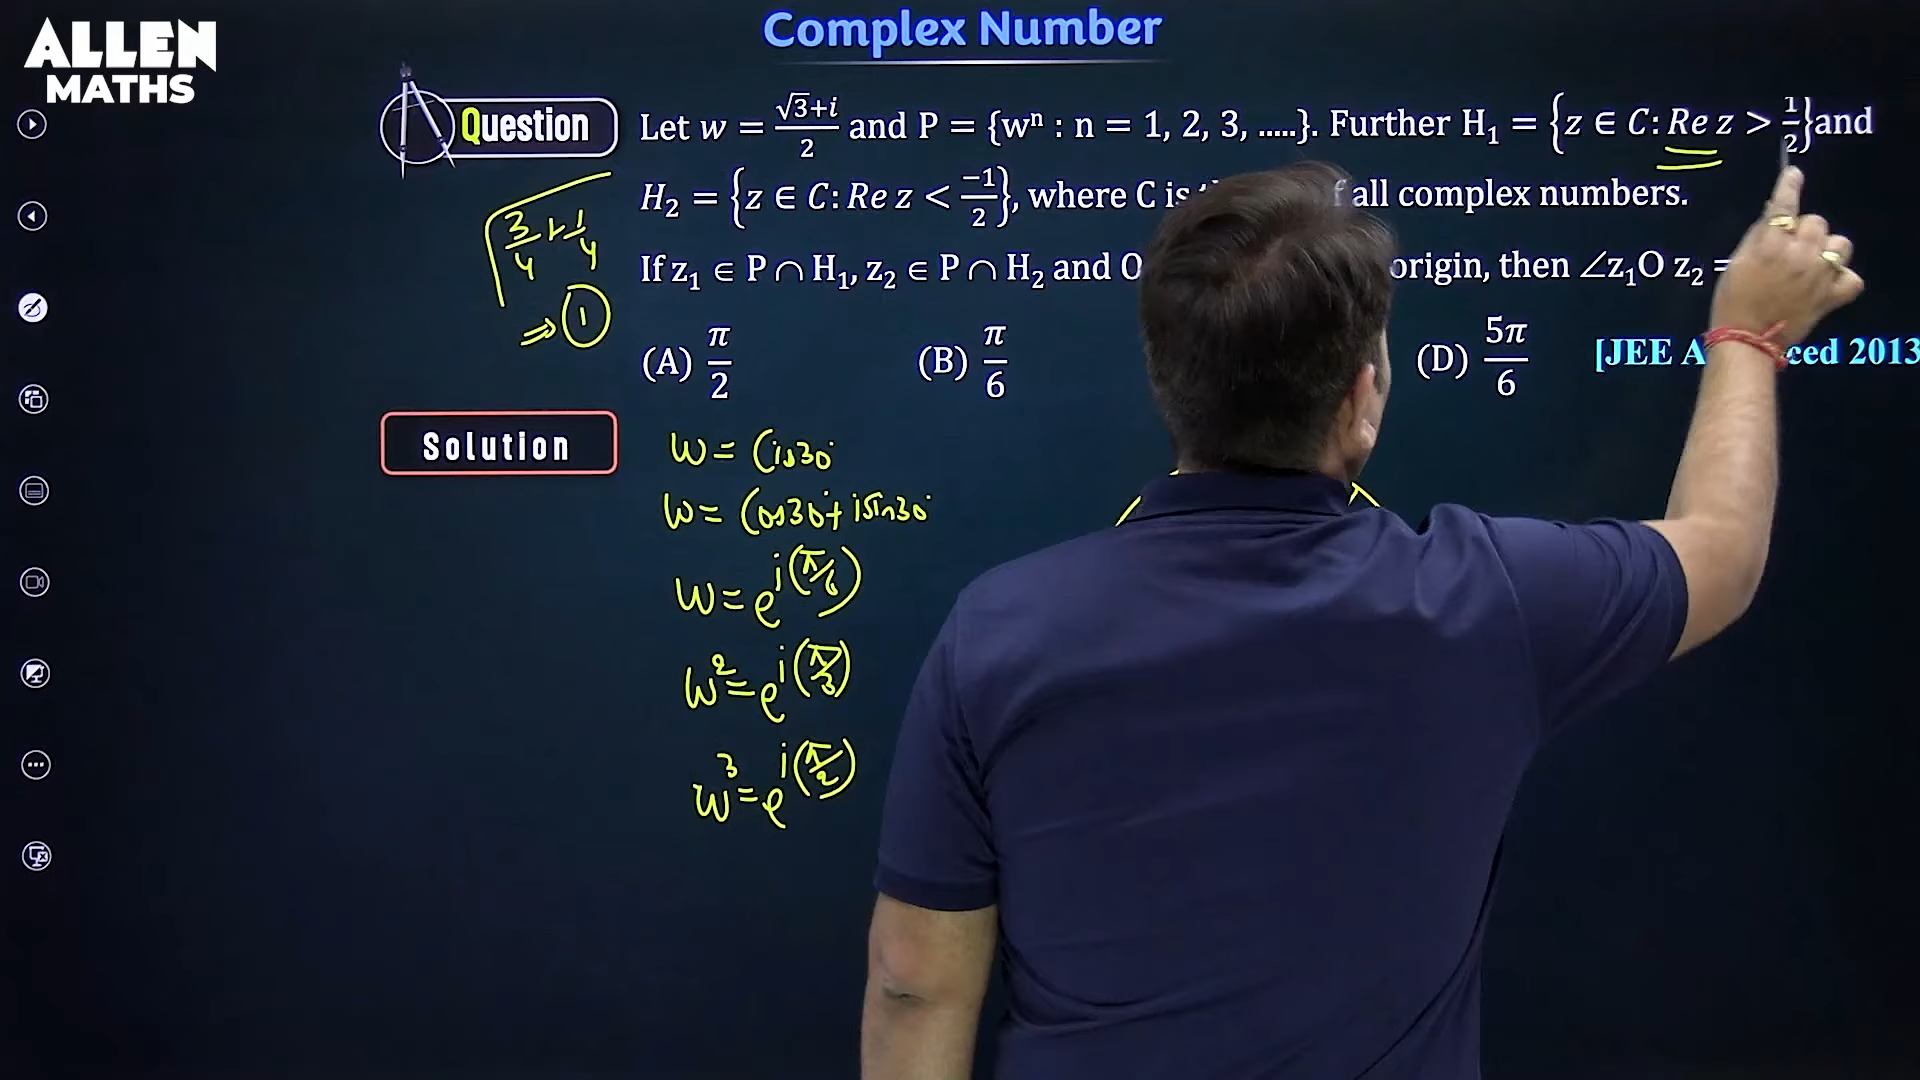 ALLEN
MATHS
Complex Number
Question
Let w = (√3+i)/2 and P = {wⁿ : n = 1, 2, 3, .....}. Further H₁ = {z ∈ C: Re z > 1/2} and
H₂ = {z ∈ C: Re z < −1/2}, where C is all complex numbers.
If z₁ ∈ P ∩ H₁, z₂ ∈ P ∩ H₂ and O origin, then ∠z₁O z₂ =
(A) π/2 (B) π/6 (D) 5π/6 [JEE A ced 2013
√3/4 + 1/4
⇒ 1
Solution
W = Cis30°
W = Cos30° + iSin30°
W = e^i(π/6)
W² = e^i(π/3)
W³ = e^i(π/2)